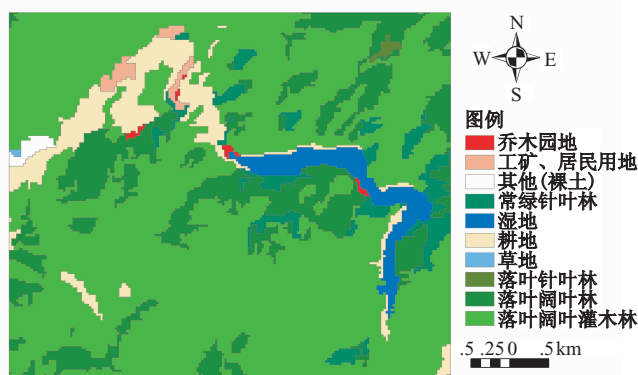 N
W E
S
图例
乔木园地
工矿、居民用地
其他(裸土)
常绿针叶林
湿地
耕地
草地
落叶针叶林
落叶阔叶林
落叶阔叶灌木林
.5 .25 0 .5 km